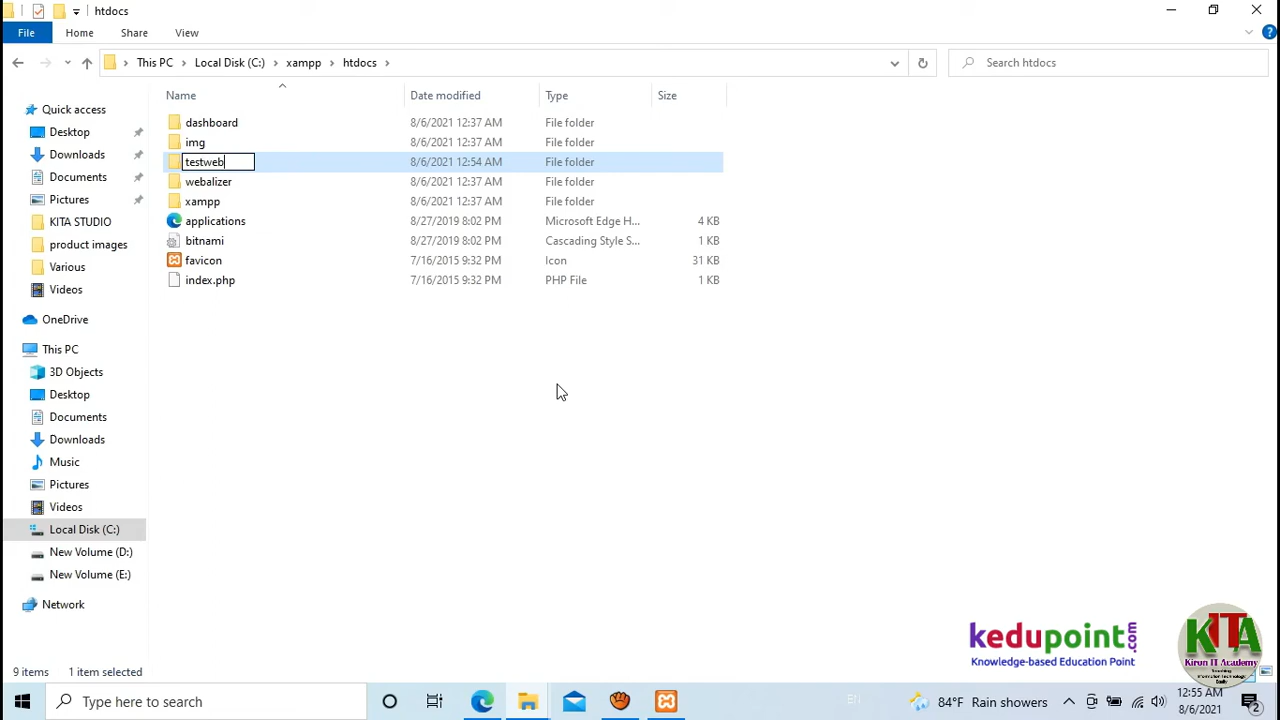 htdocs
File Home Share View
This PC Local Disk (C:) xampp htdocs Search htdocs
Name Date modified Type Size
Quick access
Desktop
Downloads
Documents
Pictures
KITA STUDIO
product images
Various
Videos
OneDrive
This PC
3D Objects
Desktop
Documents
Downloads
Music
Pictures
Videos
Local Disk (C:)
New Volume (D:)
New Volume (E:)
Network
dashboard 8/6/2021 12:37 AM File folder
img 8/6/2021 12:37 AM File folder
testweb 8/6/2021 12:54 AM File folder
webalizer 8/6/2021 12:37 AM File folder
xampp 8/6/2021 12:37 AM File folder
applications 8/27/2019 8:02 PM Microsoft Edge H... 4 KB
bitnami 8/27/2019 8:02 PM Cascading Style S... 1 KB
favicon 7/16/2015 9:32 PM Icon 31 KB
index.php 7/16/2015 9:32 PM PHP File 1 KB
kedupoint.com
Knowledge-based Education Point
KITA
Kirun IT Academy
Teaching
Information Technology
Easily
9 items 1 item selected
Type here to search
84°F Rain showers
ENG
12:55 AM
8/6/2021
2